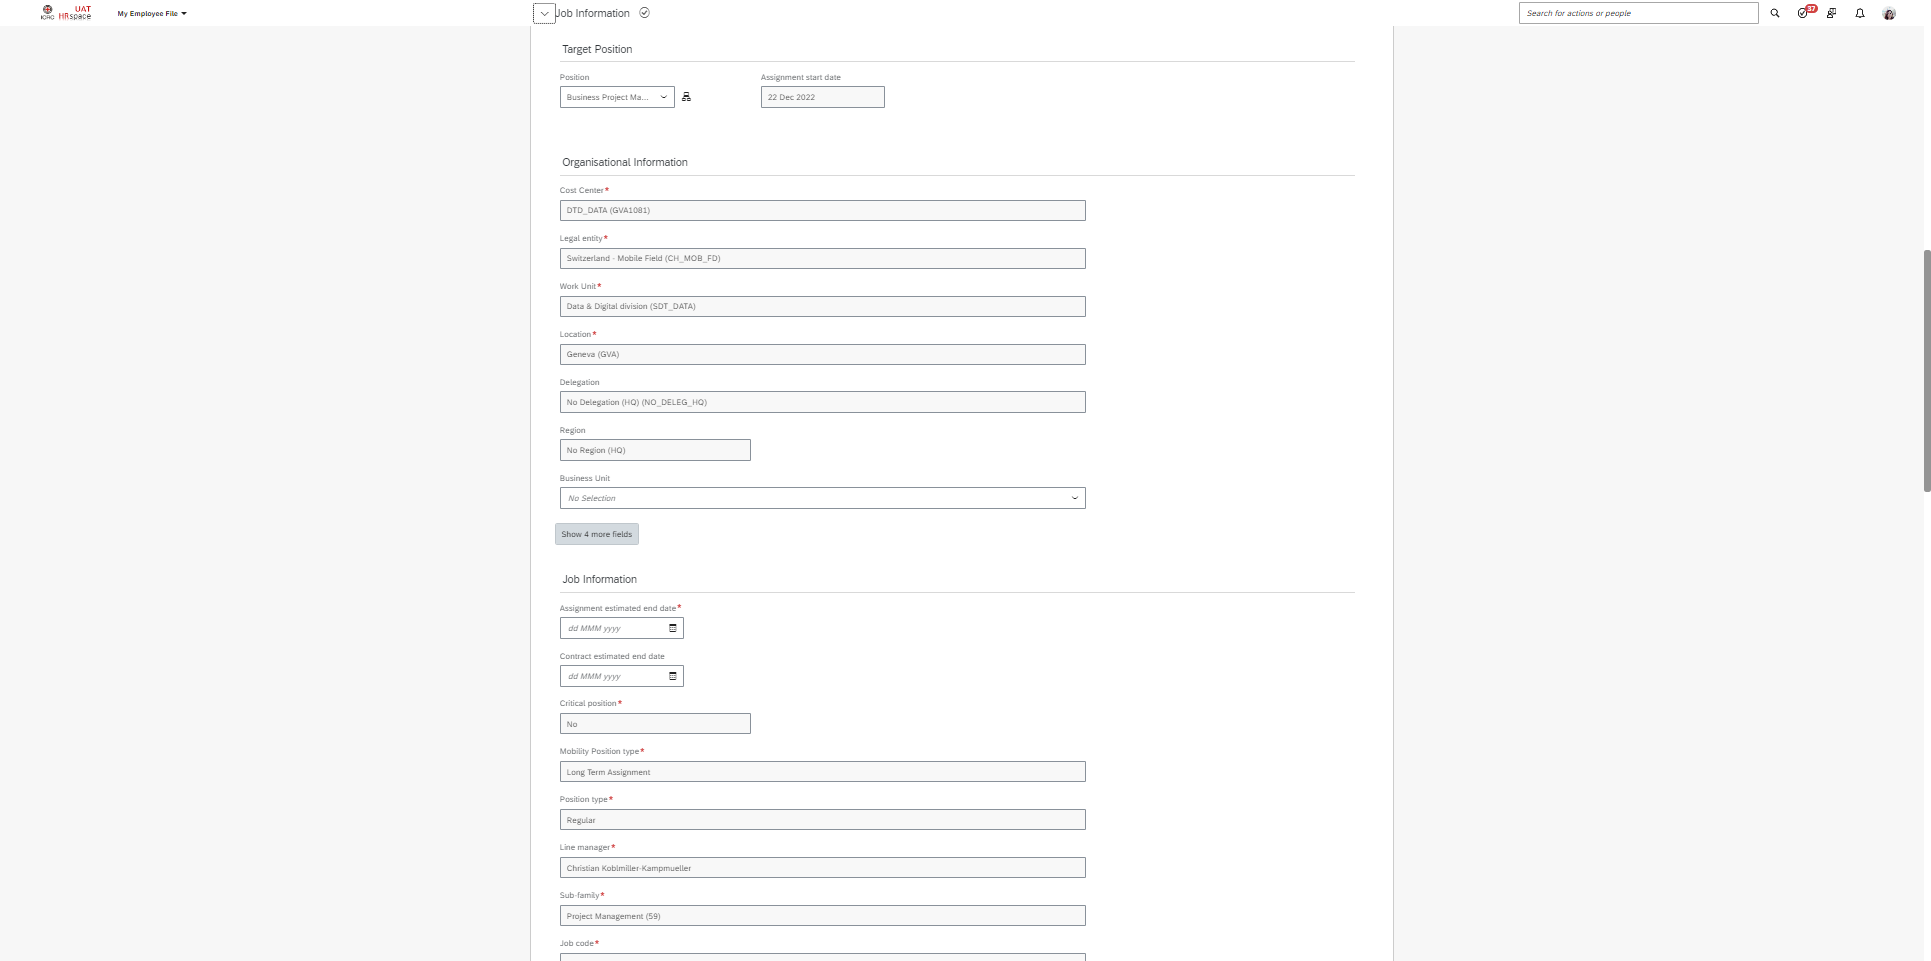 ICRC
UAT
HRspace
My Employee File
Job Information
Search for actions or people
37
Target Position
Position
Assignment start date
Business Project Ma...
22 Dec 2022
Organisational Information
Cost Center*
DTD_DATA (GVA1081)
Legal entity*
Switzerland - Mobile Field (CH_MOB_FD)
Work Unit*
Data & Digital division (SDT_DATA)
Location*
Geneva (GVA)
Delegation
No Delegation (HQ) (NO_DELEG_HQ)
Region
No Region (HQ)
Business Unit
No Selection
Show 4 more fields
Job Information
Assignment estimated end date*
dd MMM yyyy
Contract estimated end date
dd MMM yyyy
Critical position*
No
Mobility Position type*
Long Term Assignment
Position type*
Regular
Line manager*
Christian Koblmiller-Kampmueller
Sub-family*
Project Management (59)
Job code*